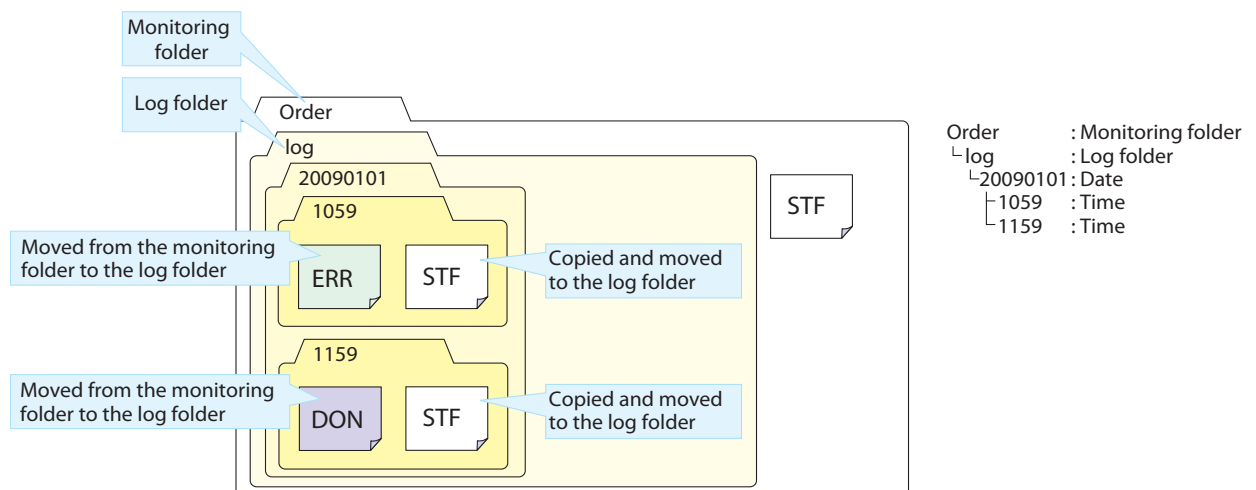 Monitoring
folder
Log folder
Order
log
20090101
1059
Moved from the monitoring
folder to the log folder
ERR
STF
Copied and moved
to the log folder
1159
Moved from the monitoring
folder to the log folder
DON
STF
Copied and moved
to the log folder
STF
Order : Monitoring folder
log : Log folder
20090101 : Date
1059 : Time
1159 : Time